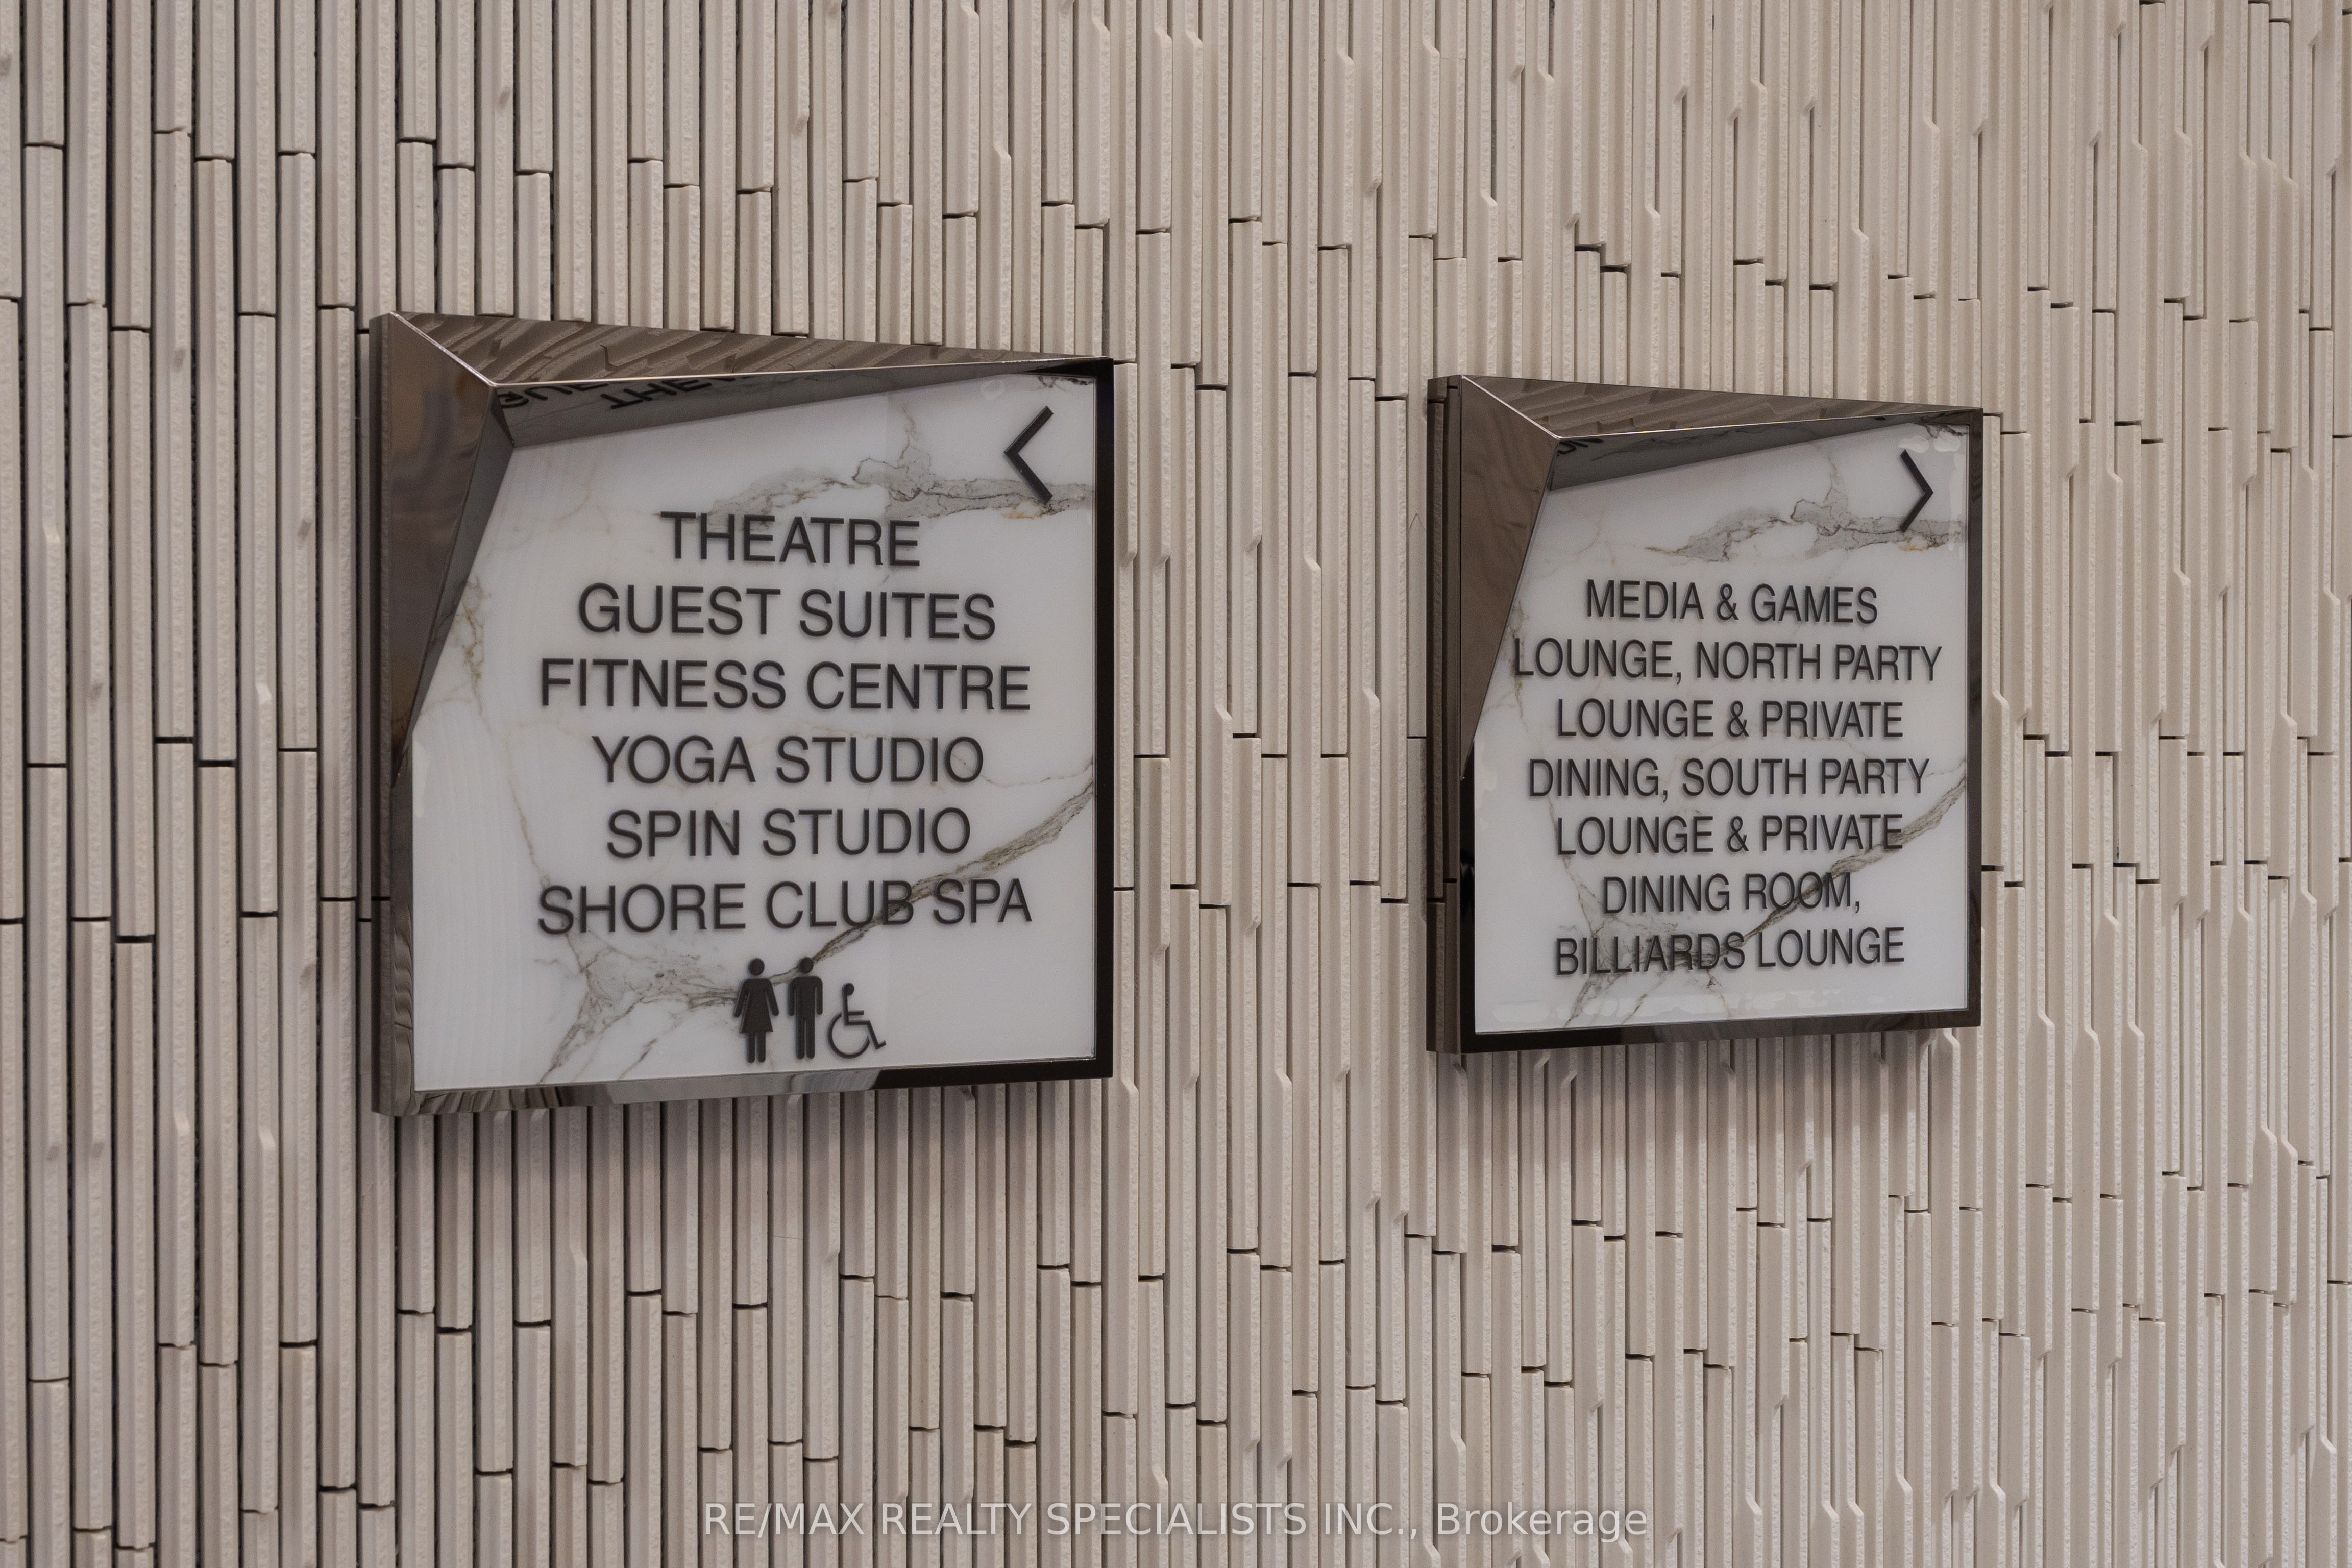 THEATRE
GUEST SUITES
FITNESS CENTRE
YOGA STUDIO
SPIN STUDIO
SHORE CLUB SPA
MEDIA & GAMES
LOUNGE, NORTH PARTY
LOUNGE & PRIVATE
DINING, SOUTH PARTY
LOUNGE & PRIVATE
DINING ROOM,
BILLIARDS LOUNGE
RE/MAX REALTY SPECIALISTS INC., Brokerage